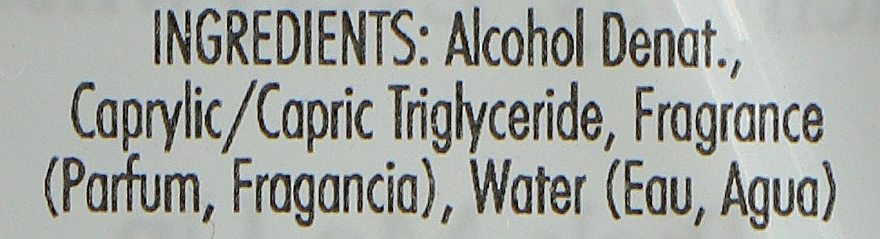 INGREDIENTS: Alcohol Denat.,
Caprylic/Capric Triglyceride, Fragrance
(Parfum, Fragancia), Water (Eau, Agua)